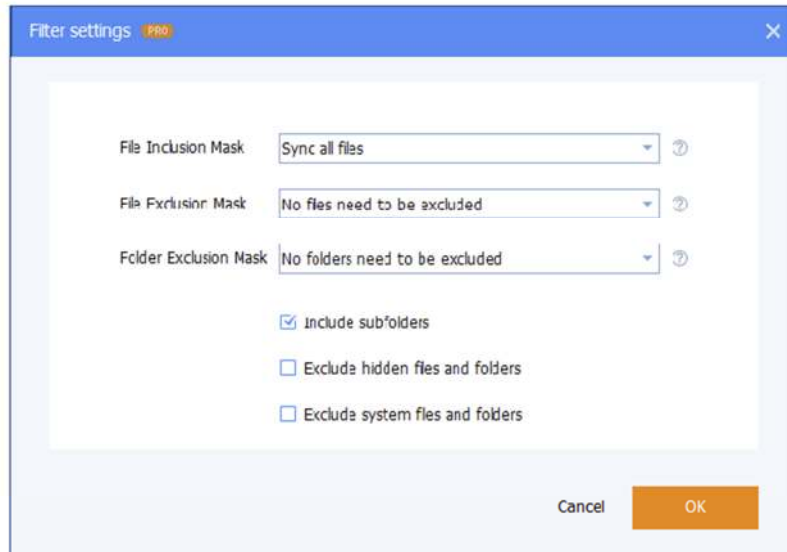 Filter settings PRO
File Inclusion Mask Sync all files
File Exclusion Mask No files need to be excluded
Folder Exclusion Mask No folders need to be excluded
Include subfolders
Exclude hidden files and folders
Exclude system files and folders
Cancel OK